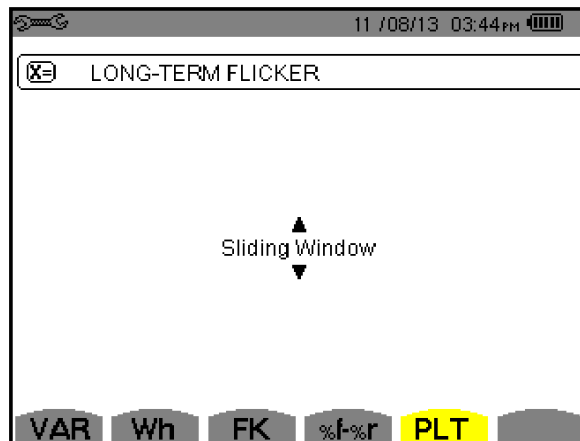 11/08/13 03:44PM
X=
LONG-TERM FLICKER
Sliding Window
VAR Wh FK %f-%r PLT